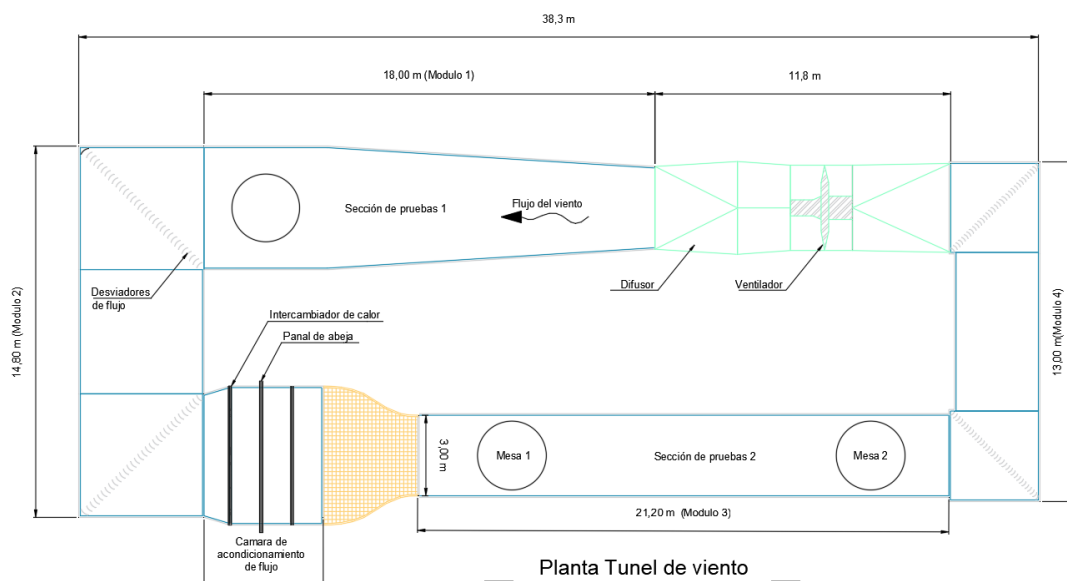 38,3 m
18,00 m (Modulo 1)
11,8 m
Sección de pruebas 1
Flujo del viento
Desviadores
de flujo
Difusor
Ventilador
Intercambiador de calor
Panal de abeja
14,80 m (Modulo 2)
13,00 m(Modulo 4)
3,00 m
Mesa 1
Sección de pruebas 2
Mesa 2
21,20 m (Modulo 3)
Camara de
acondicionamiento
de flujo
Planta Tunel de viento